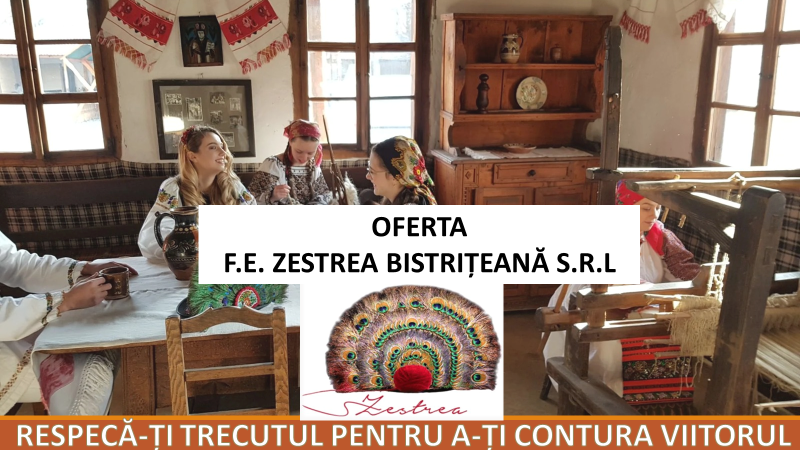 OFERTA
F.E. ZESTREA BISTRIȚEANĂ S.R.L
Zestrea
RESPECĂ-ȚI TRECUTUL PENTRU A-ȚI CONTURA VIITORUL